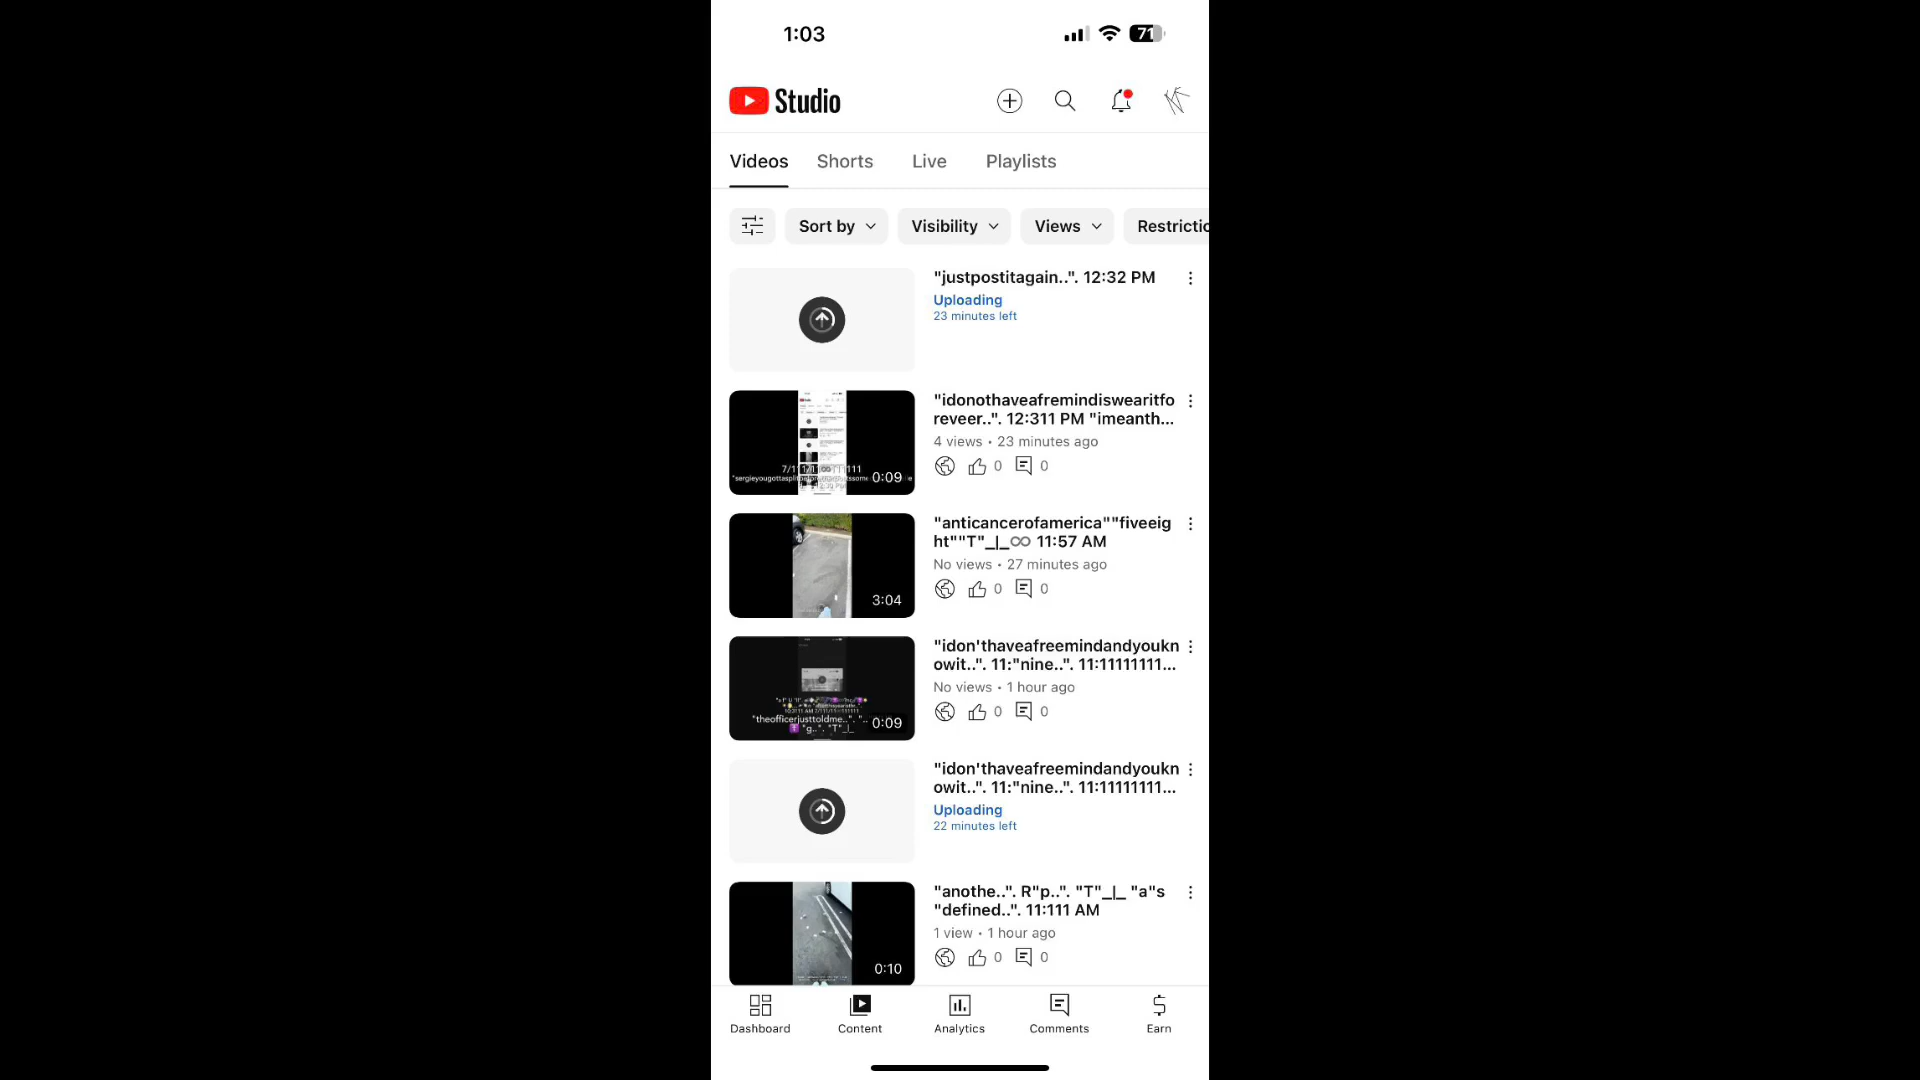 1:03
71
Studio
Videos
Shorts
Live
Playlists
Sort by
Visibility
Views
Restrictio
"justpostitagain..". 12:32 PM
Uploading
23 minutes left
"idonothaveafremindiswearitfo
reveer..". 12:311 PM "imeanth...
4 views • 23 minutes ago
0
0
0:09
"anticancerofamerica""fiveeig
ht""T"_|_♾️ 11:57 AM
No views • 27 minutes ago
0
0
3:04
"idon'thaveafreemindandyoukn
owit..". 11:"nine..". 11:11111111...
No views • 1 hour ago
0
0
"theofficerjusttoldme..". "..
"g..". "T"_|_
0:09
"idon'thaveafreemindandyoukn
owit..". 11:"nine..". 11:11111111...
Uploading
22 minutes left
"anothe..". R"p..". "T"_|_ "a"s
"defined..". 11:111 AM
1 view • 1 hour ago
0
0
0:10
Dashboard
Content
Analytics
Comments
Earn